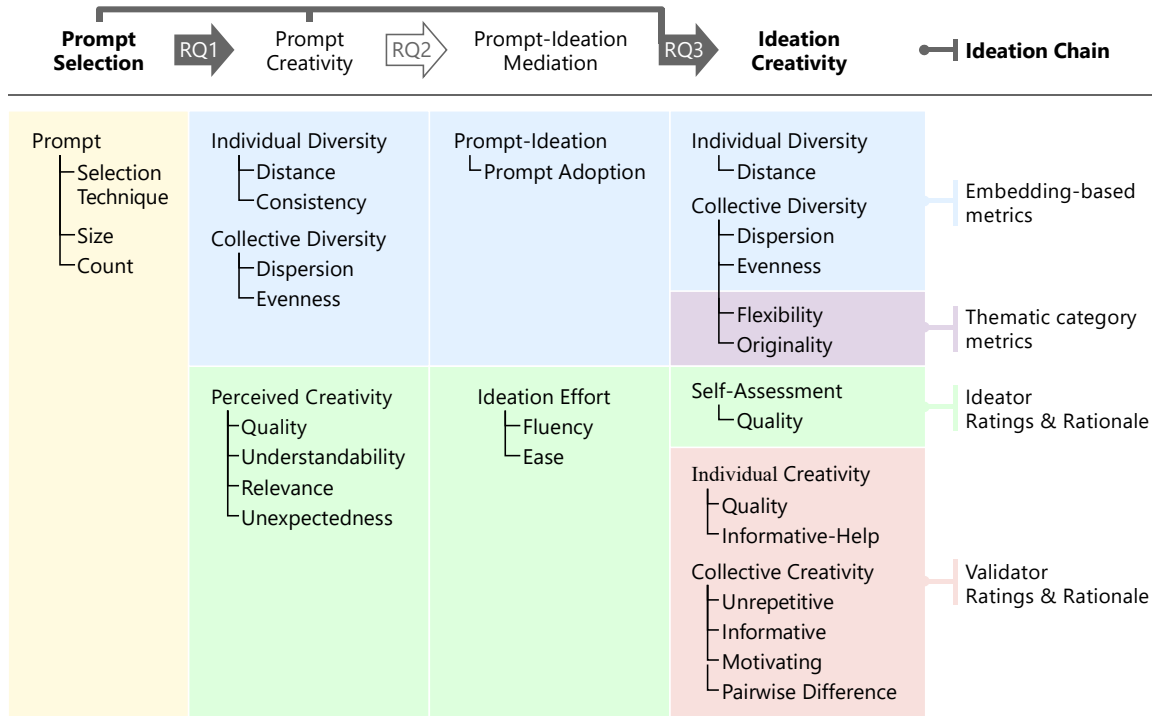 Prompt
Selection
RQ1
Prompt
Creativity
RQ2
Prompt-Ideation
Mediation
RQ3
Ideation
Creativity
Ideation Chain
Prompt
Selection
Technique
Size
Count
Individual Diversity
Distance
Consistency
Collective Diversity
Dispersion
Evenness
Prompt-Ideation
Prompt Adoption
Individual Diversity
Distance
Collective Diversity
Dispersion
Evenness
Flexibility
Originality
Embedding-based
metrics
Thematic category
metrics
Perceived Creativity
Quality
Understandability
Relevance
Unexpectedness
Ideation Effort
Fluency
Ease
Self-Assessment
Quality
Ideator
Ratings & Rationale
Individual Creativity
Quality
Informative-Help
Collective Creativity
Unrepetitive
Informative
Motivating
Pairwise Difference
Validator
Ratings & Rationale